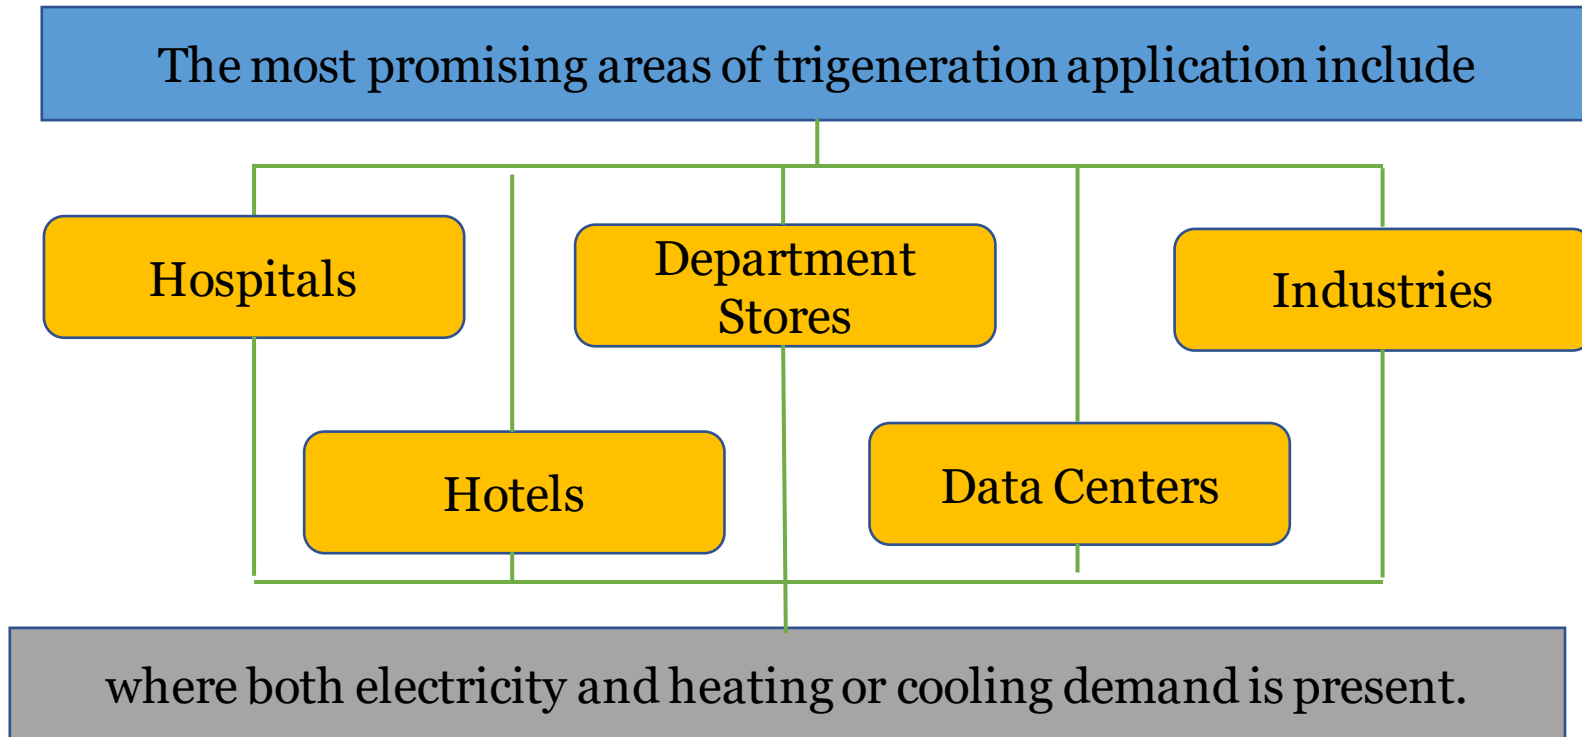 The most promising areas of trigeneration application include
Hospitals
Department
Stores
Industries
Hotels
Data Centers
where both electricity and heating or cooling demand is present.